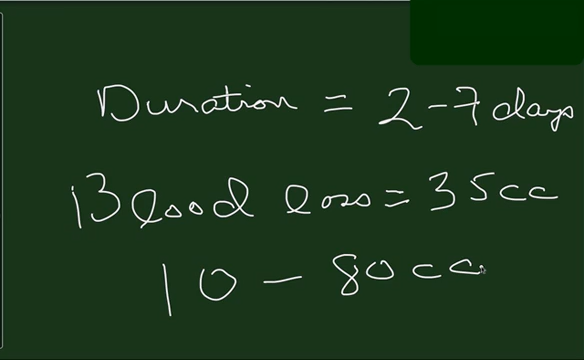 Duration = 2-7 days
Blood loss = 35cc
10 - 80cc